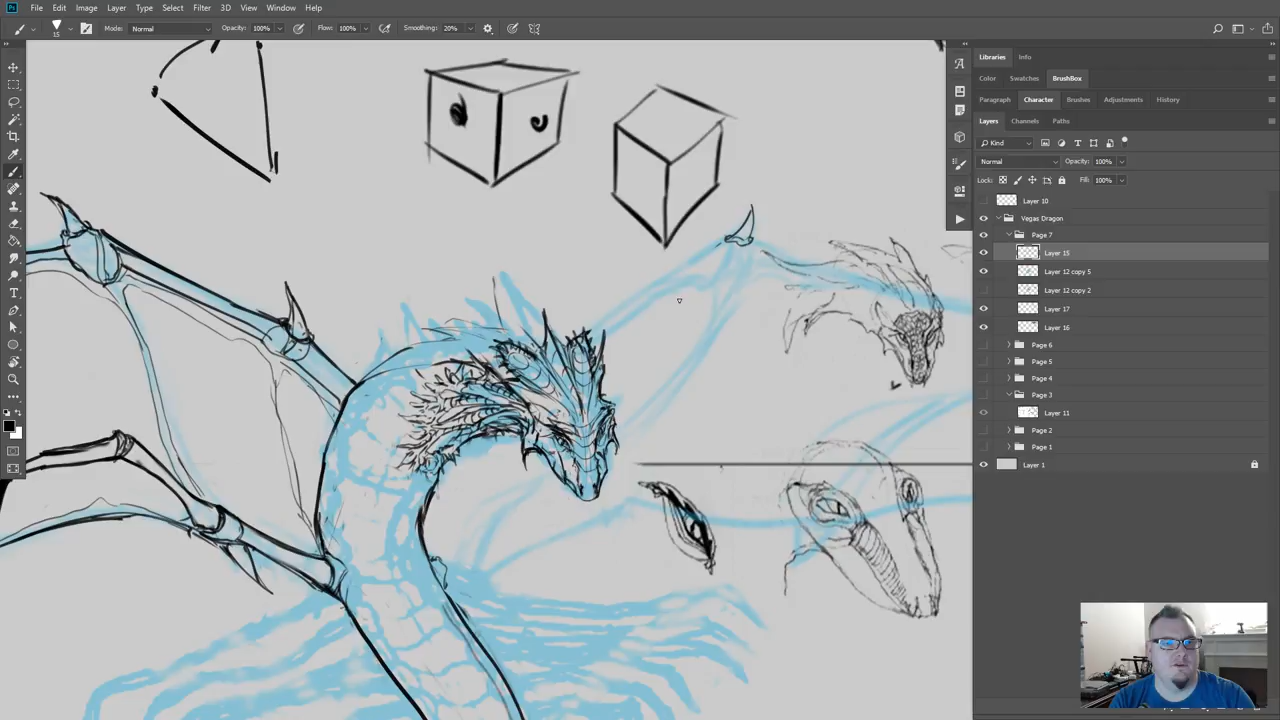 Ps File Edit Image Layer Type Select Filter 3D View Window Help
15 Mode: Normal Opacity: 100% Flow: 100% Smoothing: 20%
Libraries Info
Color Swatches BrushBox
Paragraph Character Brushes Adjustments History
Layers Channels Paths
Kind
Normal Opacity: 100%
Lock: Fill: 100%
Layer 10
Vegas Dragon
Page 7
Layer 15
Layer 12 copy 5
Layer 12 copy 2
Layer 17
Layer 16
Page 6
Page 5
Page 4
Page 3
Layer 11
Page 2
Page 1
Layer 1